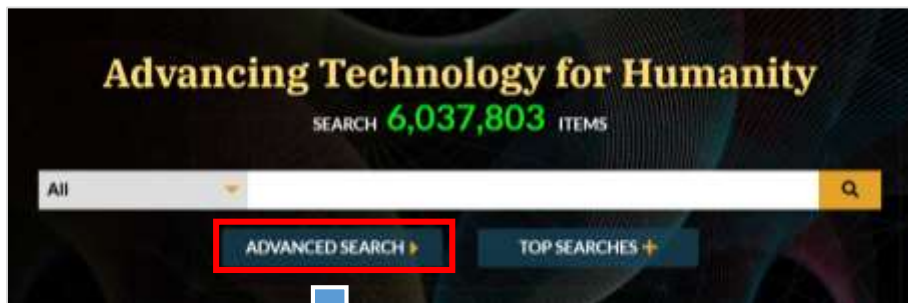 Advancing Technology for Humanity
SEARCH 6,037,803 ITEMS
All
ADVANCED SEARCH
TOP SEARCHES +